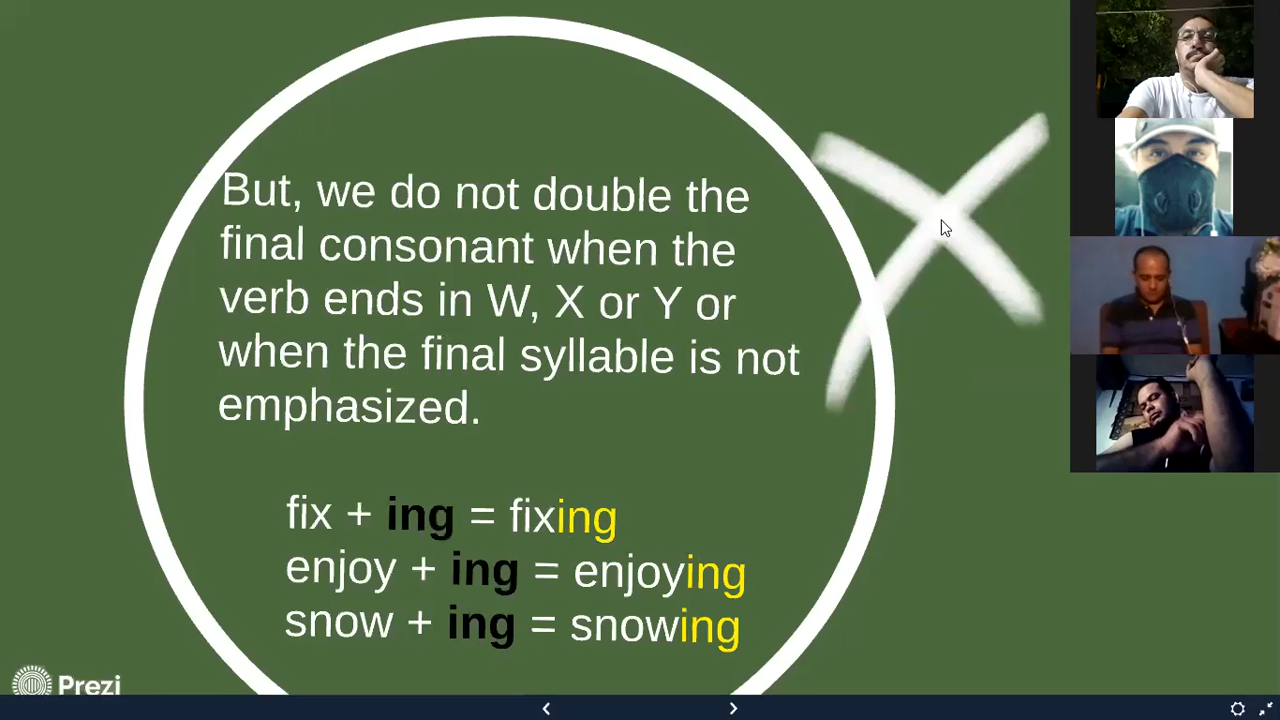 But, we do not double the
final consonant when the
verb ends in W, X or Y or
when the final syllable is not
emphasized.
fix + ing = fixing
enjoy + ing = enjoying
snow + ing = snowing
Prezi